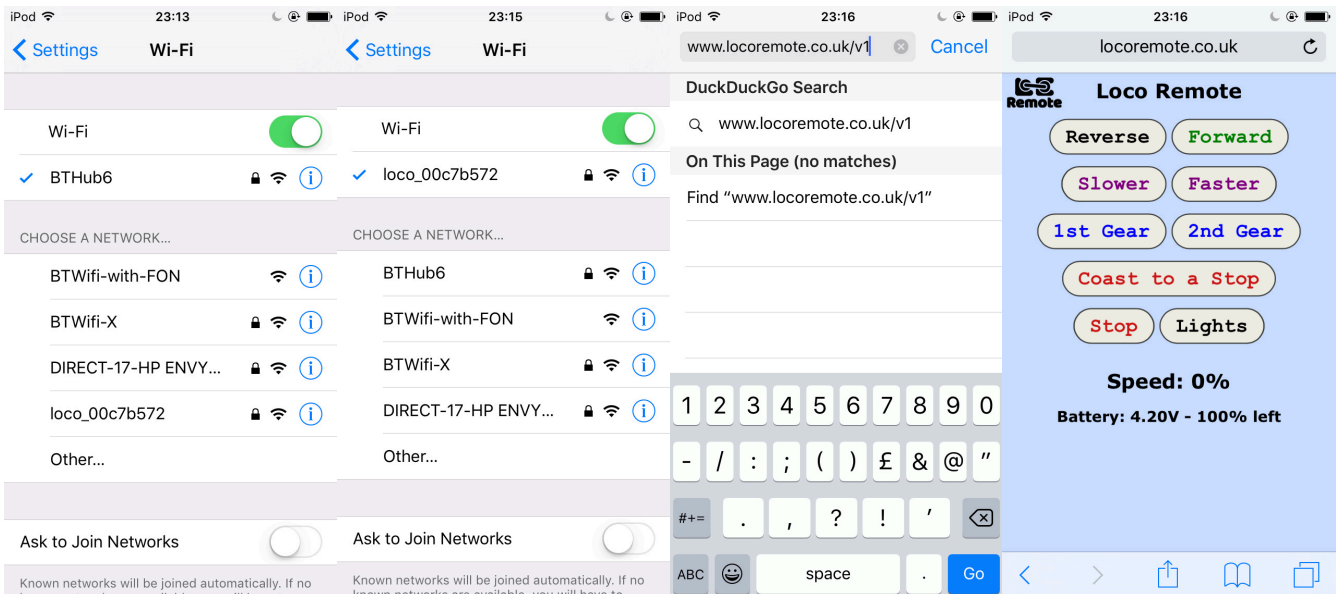 iPod 23:13
Settings Wi-Fi
Wi-Fi
BTHub6
CHOOSE A NETWORK...
BTWifi-with-FON
BTWifi-X
DIRECT-17-HP ENVY...
loco_00c7b572
Other...
Ask to Join Networks
Known networks will be joined automatically. If no
iPod 23:15
Settings Wi-Fi
Wi-Fi
loco_00c7b572
CHOOSE A NETWORK...
BTHub6
BTWifi-with-FON
BTWifi-X
DIRECT-17-HP ENVY...
Other...
Ask to Join Networks
Known networks will be joined automatically. If no
known networks are available, you will have to
iPod 23:16
www.locoremote.co.uk/v1 Cancel
DuckDuckGo Search
www.locoremote.co.uk/v1
On This Page (no matches)
Find “www.locoremote.co.uk/v1”
1 2 3 4 5 6 7 8 9 0
- / : ; ( ) £ & @ "
#+= . , ? ! '
ABC space . Go
iPod 23:16
locoremote.co.uk
Remote Loco Remote
Reverse Forward
Slower Faster
1st Gear 2nd Gear
Coast to a Stop
Stop Lights
Speed: 0%
Battery: 4.20V - 100% left